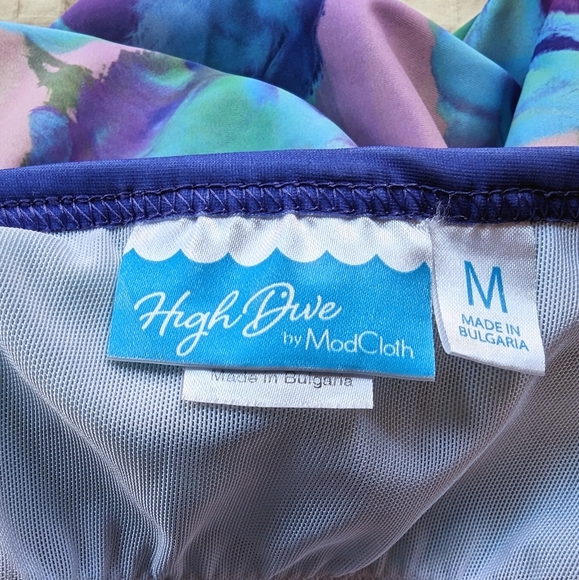 High Dive
by ModCloth
M
MADE IN
BULGARIA
Made in Bulgaria